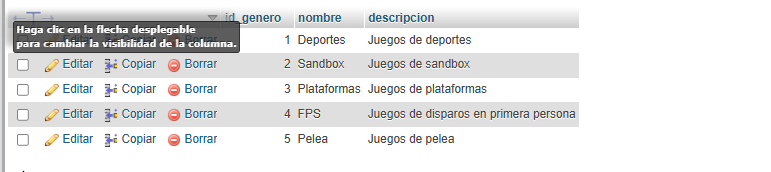 id_genero nombre descripcion
Haga clic en la flecha desplegable
para cambiar la visibilidad de la columna.
1 Deportes Juegos de deportes
Editar Copiar Borrar 2 Sandbox Juegos de sandbox
Editar Copiar Borrar 3 Plataformas Juegos de plataformas
Editar Copiar Borrar 4 FPS Juegos de disparos en primera persona
Editar Copiar Borrar 5 Pelea Juegos de pelea